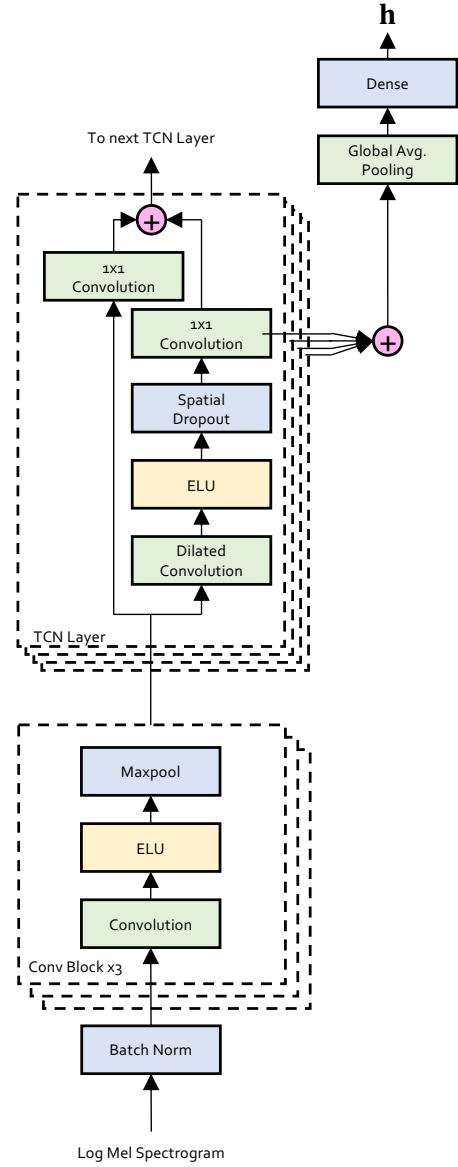 h
Dense
Global Avg.
Pooling
To next TCN Layer
+
1x1
Convolution
1x1
Convolution
+
Spatial
Dropout
ELU
Dilated
Convolution
TCN Layer
Maxpool
ELU
Convolution
Conv Block x3
Batch Norm
Log Mel Spectrogram